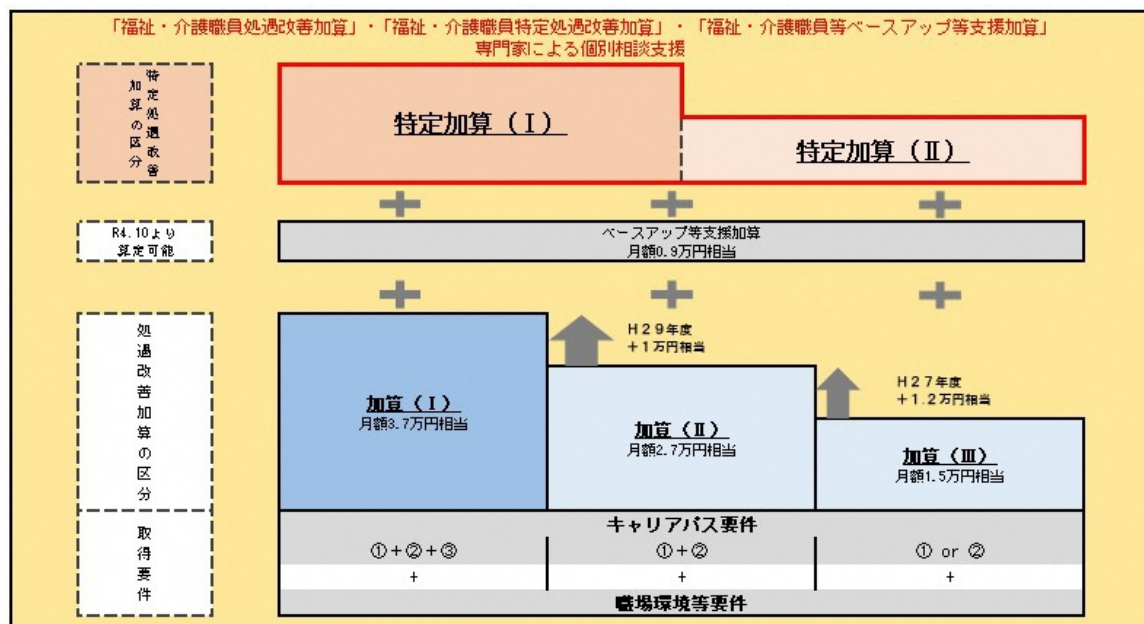 「福祉・介護職員処遇改善加算」・「福祉・介護職員特定処遇改善加算」・「福祉・介護職員等ベースアップ等支援加算」
専門家による個別相談支援
特定処遇改善
加算の区分
特定加算（Ⅰ）
特定加算（Ⅱ）
+
+
+
R4.10より
算定可能
ベースアップ等支援加算
月額0.9万円相当
+
+
+
処遇改善加算の区分
加算（Ⅰ）
月額3.7万円相当
H29年度
+1万円相当
加算（Ⅱ）
月額2.7万円相当
H27年度
+1.2万円相当
加算（Ⅲ）
月額1.5万円相当
取得要件
キャリアパス要件
①+②+③
①+②
① or ②
+
+
+
職場環境等要件